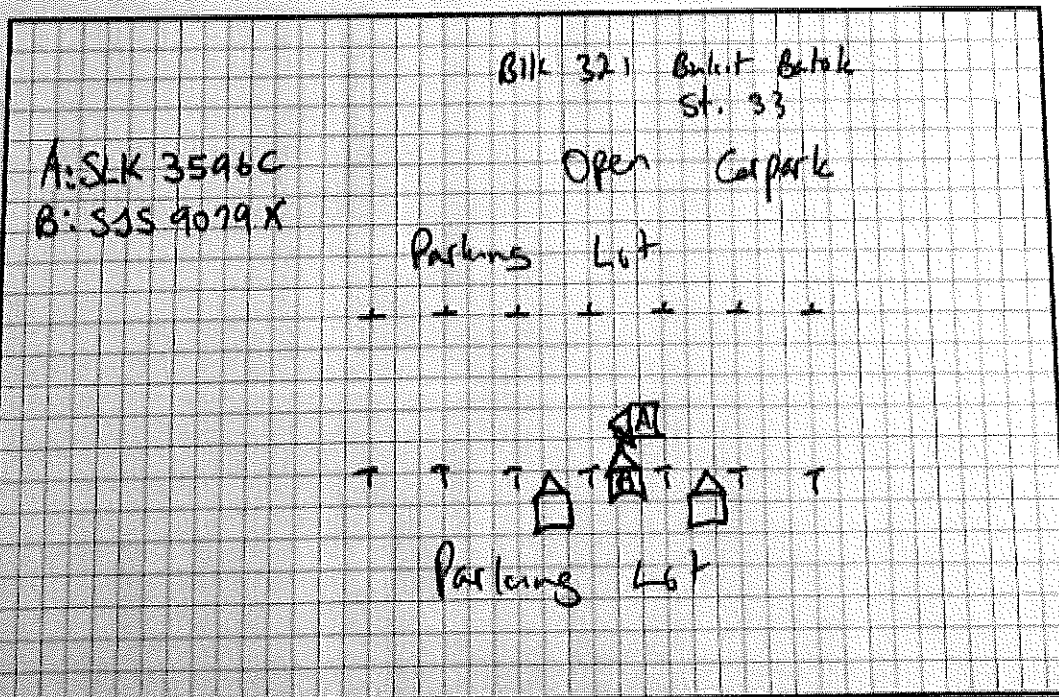 Blk 321 Bukit Batok
St. 33
A: SLK 3596C
Open Carpark
B: SJS 9079.X
Parking Lot
A
B
Parking Lot